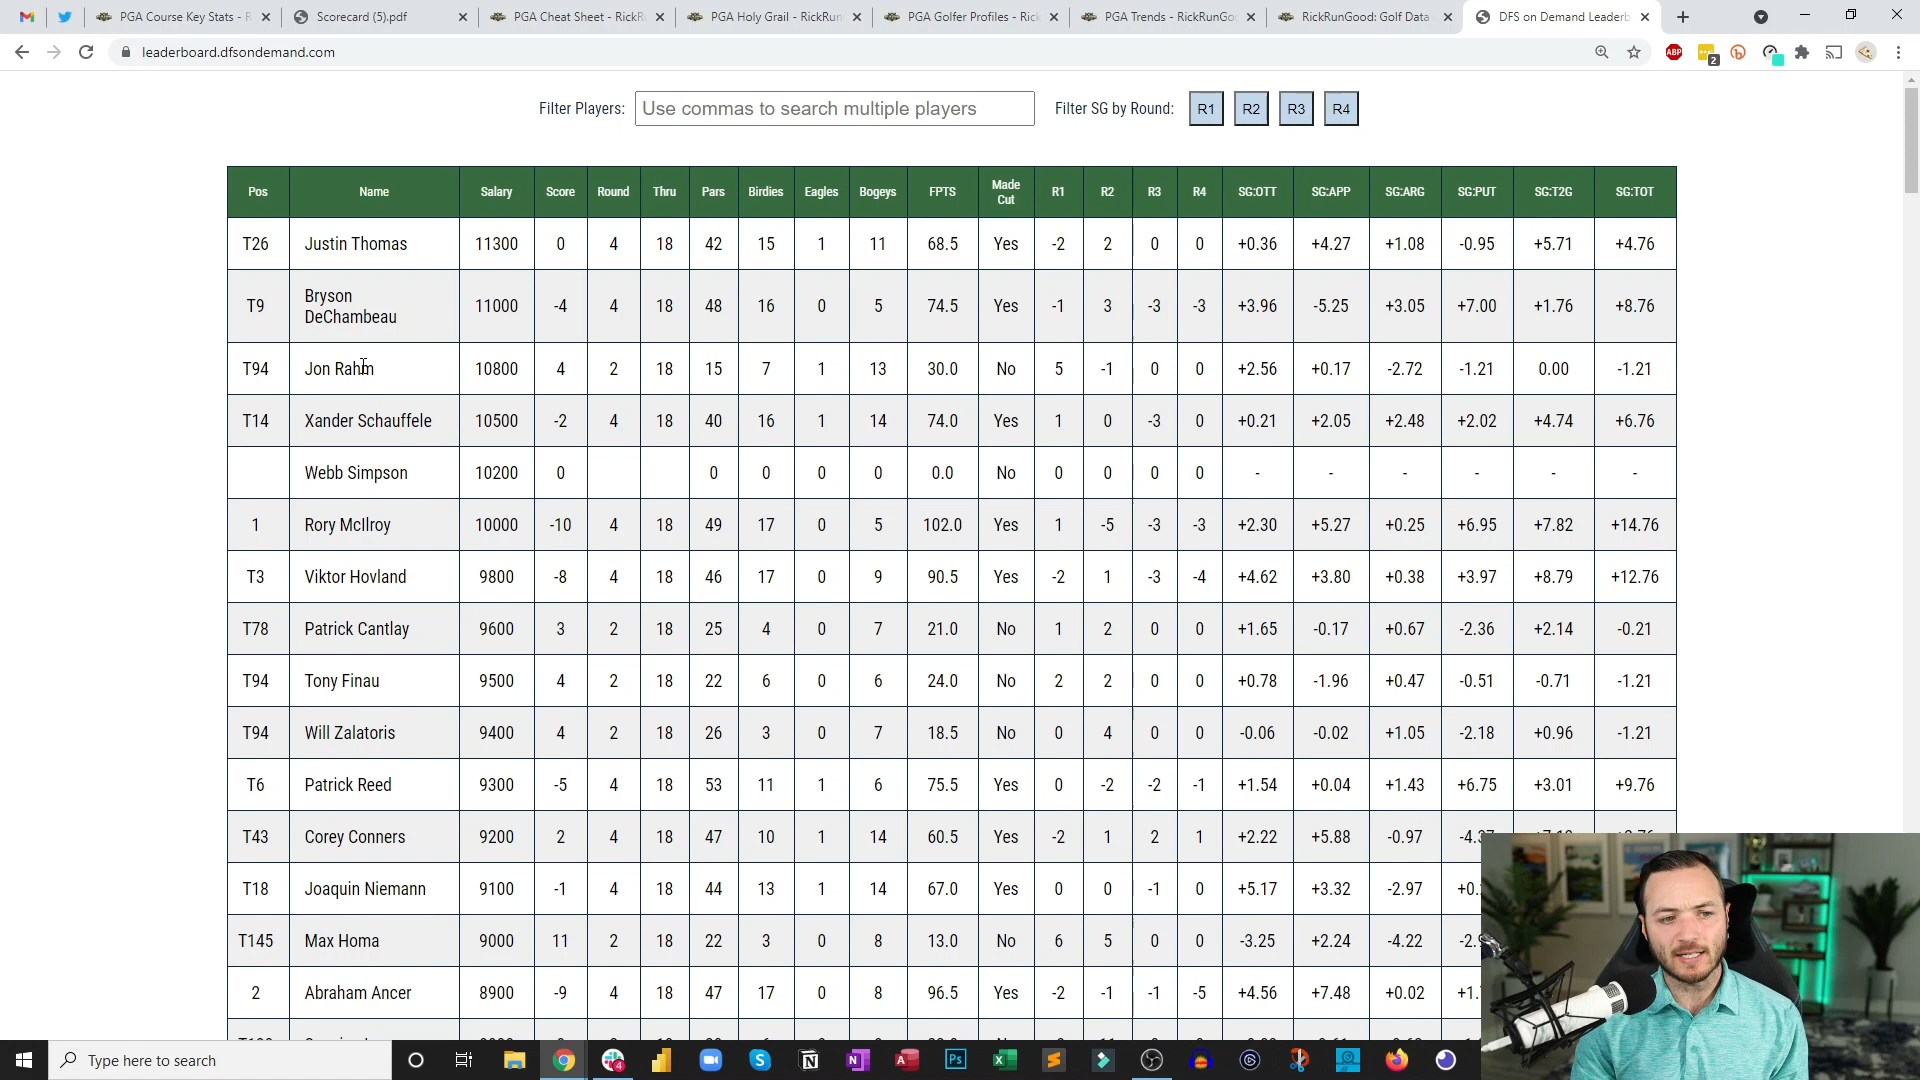 PGA Course Key Stats - R
Scorecard (5).pdf
PGA Cheat Sheet - RickR
PGA Holy Grail - RickRun
PGA Golfer Profiles - Rick
PGA Trends - RickRunGo
RickRunGood: Golf Data
DFS on Demand Leaderb
leaderboard.dfsondemand.com
ABP
2
Filter Players: Use commas to search multiple players Filter SG by Round: R1 R2 R3 R4
Pos Name Salary Score Round Thru Pars Birdies Eagles Bogeys FPTS Made Cut R1 R2 R3 R4 SG:OTT SG:APP SG:ARG SG:PUT SG:T2G SG:TOT
T26 Justin Thomas 11300 0 4 18 42 15 1 11 68.5 Yes -2 2 0 0 +0.36 +4.27 +1.08 -0.95 +5.71 +4.76
T9 Bryson DeChambeau 11000 -4 4 18 48 16 0 5 74.5 Yes -1 3 -3 -3 +3.96 -5.25 +3.05 +7.00 +1.76 +8.76
T94 Jon Rahm 10800 4 2 18 15 7 1 13 30.0 No 5 -1 0 0 +2.56 +0.17 -2.72 -1.21 0.00 -1.21
T14 Xander Schauffele 10500 -2 4 18 40 16 1 14 74.0 Yes 1 0 -3 0 +0.21 +2.05 +2.48 +2.02 +4.74 +6.76
Webb Simpson 10200 0 0 0 0 0 0.0 No 0 0 0 0 - - - - - -
1 Rory McIlroy 10000 -10 4 18 49 17 0 5 102.0 Yes 1 -5 -3 -3 +2.30 +5.27 +0.25 +6.95 +7.82 +14.76
T3 Viktor Hovland 9800 -8 4 18 46 17 0 9 90.5 Yes -2 1 -3 -4 +4.62 +3.80 +0.38 +3.97 +8.79 +12.76
T78 Patrick Cantlay 9600 3 2 18 25 4 0 7 21.0 No 1 2 0 0 +1.65 -0.17 +0.67 -2.36 +2.14 -0.21
T94 Tony Finau 9500 4 2 18 22 6 0 6 24.0 No 2 2 0 0 +0.78 -1.96 +0.47 -0.51 -0.71 -1.21
T94 Will Zalatoris 9400 4 2 18 26 3 0 7 18.5 No 0 4 0 0 -0.06 -0.02 +1.05 -2.18 +0.96 -1.21
T6 Patrick Reed 9300 -5 4 18 53 11 1 6 75.5 Yes 0 -2 -2 -1 +1.54 +0.04 +1.43 +6.75 +3.01 +9.76
T43 Corey Conners 9200 2 4 18 47 10 1 14 60.5 Yes -2 1 2 1 +2.22 +5.88 -0.97
T18 Joaquin Niemann 9100 -1 4 18 44 13 1 14 67.0 Yes 0 0 -1 0 +5.17 +3.32 -2.97
T145 Max Homa 9000 11 2 18 22 3 0 8 13.0 No 6 5 0 0 -3.25 +2.24 -4.22
2 Abraham Ancer 8900 -9 4 18 47 17 0 8 96.5 Yes -2 -1 -1 -5 +4.56 +7.48 +0.02
Type here to search
4
Ps